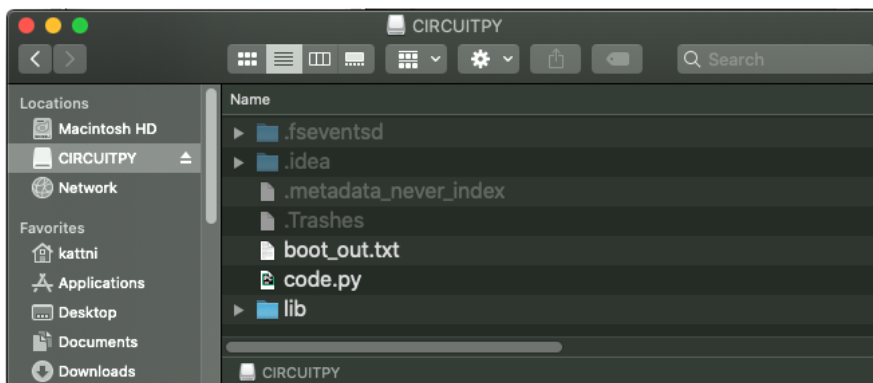 CIRCUITPY
Search
Locations
Macintosh HD
CIRCUITPY
Network
Favorites
kattni
Applications
Desktop
Documents
Downloads
Name
.fseventsd
.idea
.metadata_never_index
.Trashes
boot_out.txt
code.py
lib
CIRCUITPY